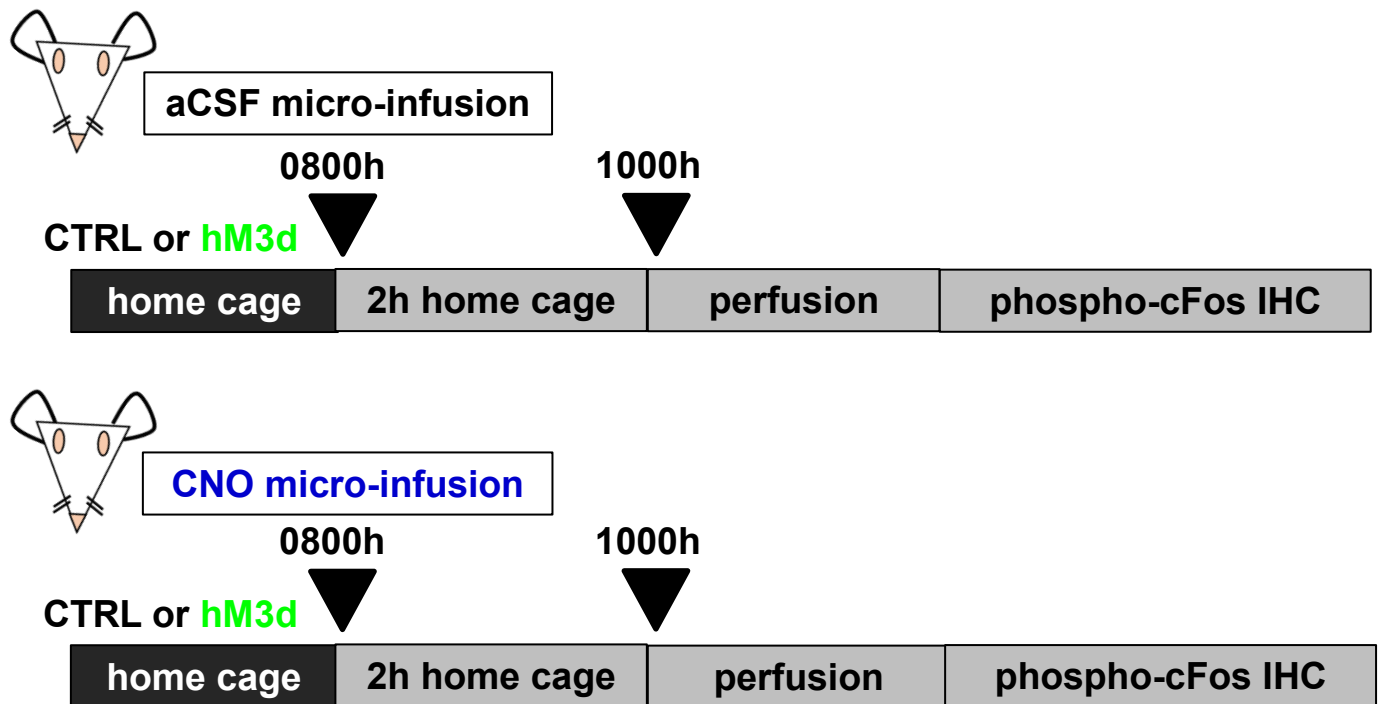 aCSF micro-infusion
0800h 1000h
CTRL or hM3d
home cage 2h home cage perfusion phospho-cFos IHC
CNO micro-infusion
0800h 1000h
CTRL or hM3d
home cage 2h home cage perfusion phospho-cFos IHC